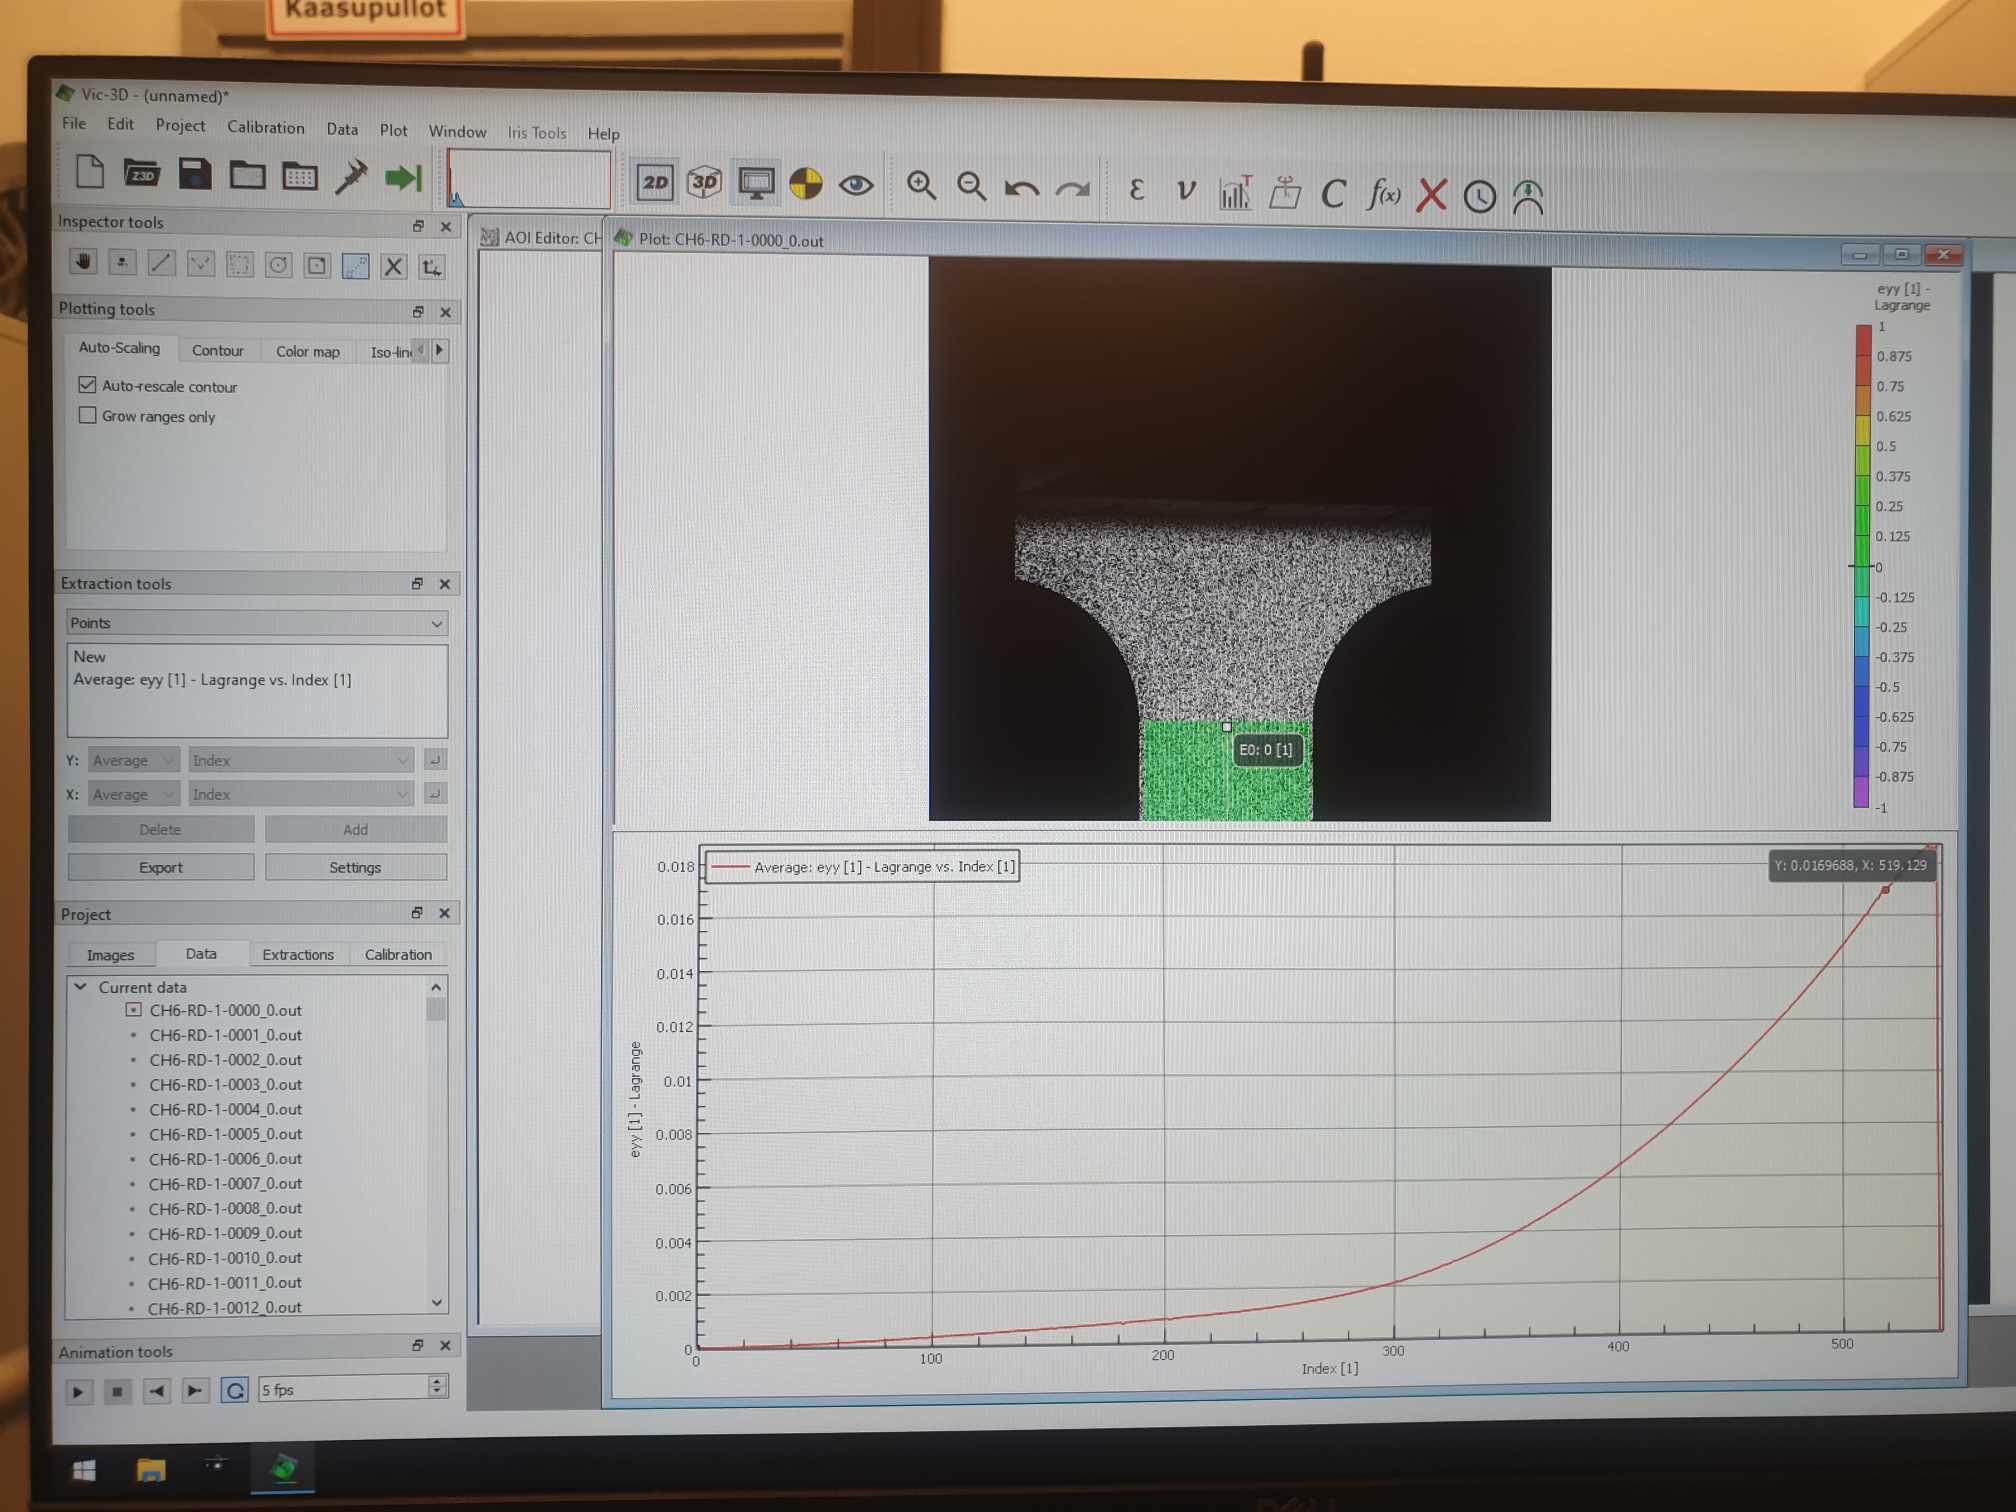 Kaasupullot
Vic-3D - (unnamed)*
File Edit Project Calibration Data Plot Window Iris Tools Help
Z3D 2D 3D ε ν T C f(x)
Inspector tools
AOI Editor: CH
Plot: CH6-RD-1-0000_0.out
Plotting tools
Auto-Scaling Contour Color map Iso-line
Auto-rescale contour
Grow ranges only
eyy [1] -
Lagrange
1
0.875
0.75
0.625
0.5
0.375
0.25
0.125
0
-0.125
-0.25
-0.375
-0.5
-0.625
-0.75
-0.875
-1
E0: 0 [1]
Extraction tools
Points
New
Average: eyy [1] - Lagrange vs. Index [1]
Y: Average Index
X: Average Index
Delete Add
Export Settings
Project
Images Data Extractions Calibration
Current data
CH6-RD-1-0000_0.out
CH6-RD-1-0001_0.out
CH6-RD-1-0002_0.out
CH6-RD-1-0003_0.out
CH6-RD-1-0004_0.out
CH6-RD-1-0005_0.out
CH6-RD-1-0006_0.out
CH6-RD-1-0007_0.out
CH6-RD-1-0008_0.out
CH6-RD-1-0009_0.out
CH6-RD-1-0010_0.out
CH6-RD-1-0011_0.out
CH6-RD-1-0012_0.out
Animation tools
5 fps
Average: eyy [1] - Lagrange vs. Index [1]
Y: 0.0169688, X: 519.129
eyy [1] - Lagrange
0.018
0.016
0.014
0.012
0.01
0.008
0.006
0.004
0.002
0
0 100 200 300 400 500
Index [1]
DELL